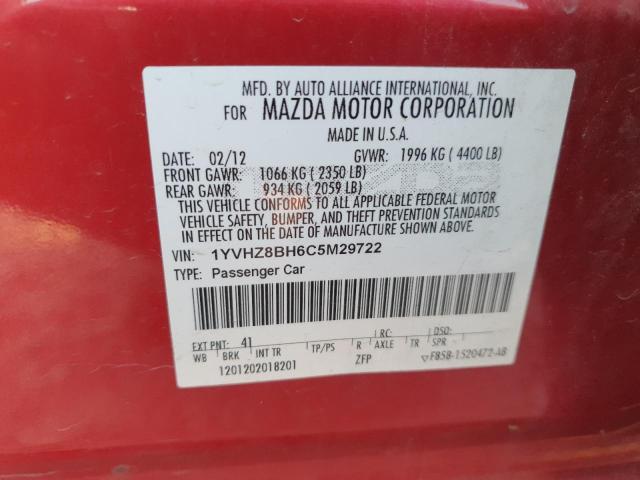 MFD. BY AUTO ALLIANCE INTERNATIONAL, INC.
FOR MAZDA MOTOR CORPORATION
MADE IN U.S.A.
DATE: 02/12 GVWR: 1996 KG ( 4400 LB)
FRONT GAWR: 1066 KG ( 2350 LB)
REAR GAWR: 934 KG ( 2059 LB)
THIS VEHICLE CONFORMS TO ALL APPLICABLE FEDERAL MOTOR
VEHICLE SAFETY, BUMPER, AND THEFT PREVENTION STANDARDS
IN EFFECT ON THE DATE OF MANUFACTURE SHOWN ABOVE.
VIN: 1YVHZ8BH6C5M29722
TYPE: Passenger Car
EXT PNT: 41 RC: DSO:
WB BRK INT TR TP/PS R AXLE TR SPR
1201202018201 ZFP F85B-1520472-AB